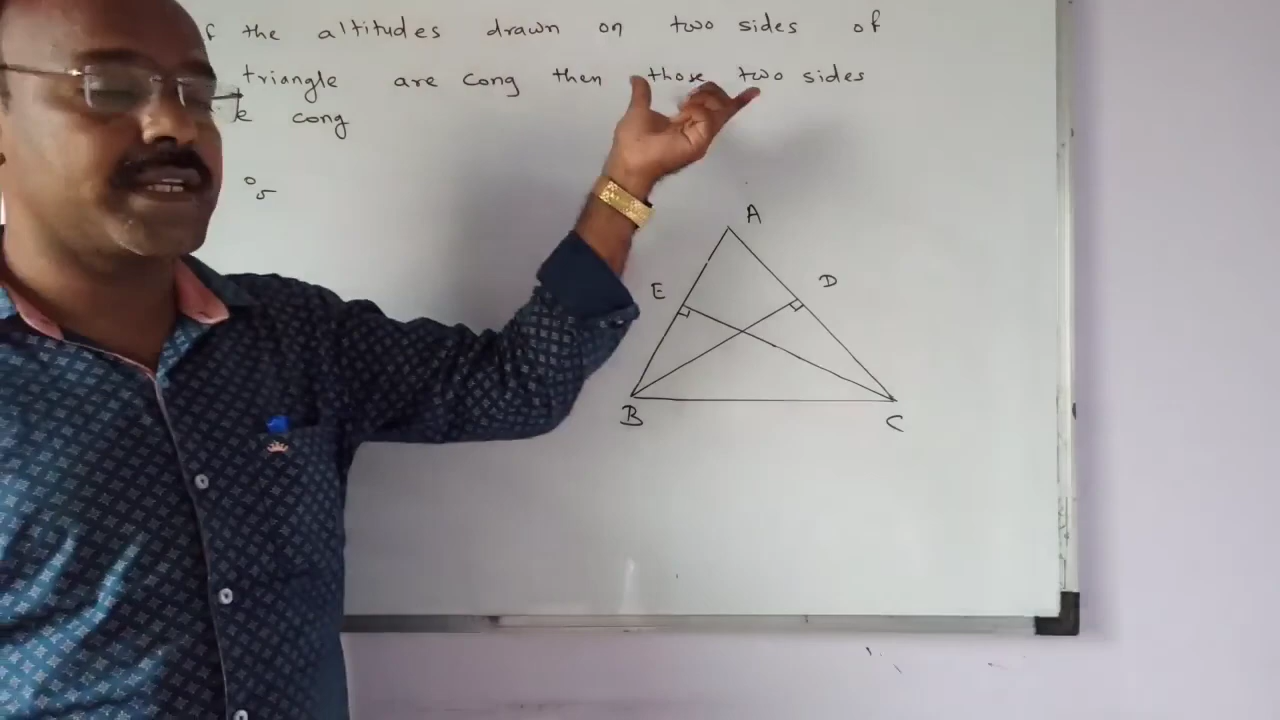 f the altitudes drawn on two sides of
triangle are cong then those two sides
cong
A
E
D
B
C